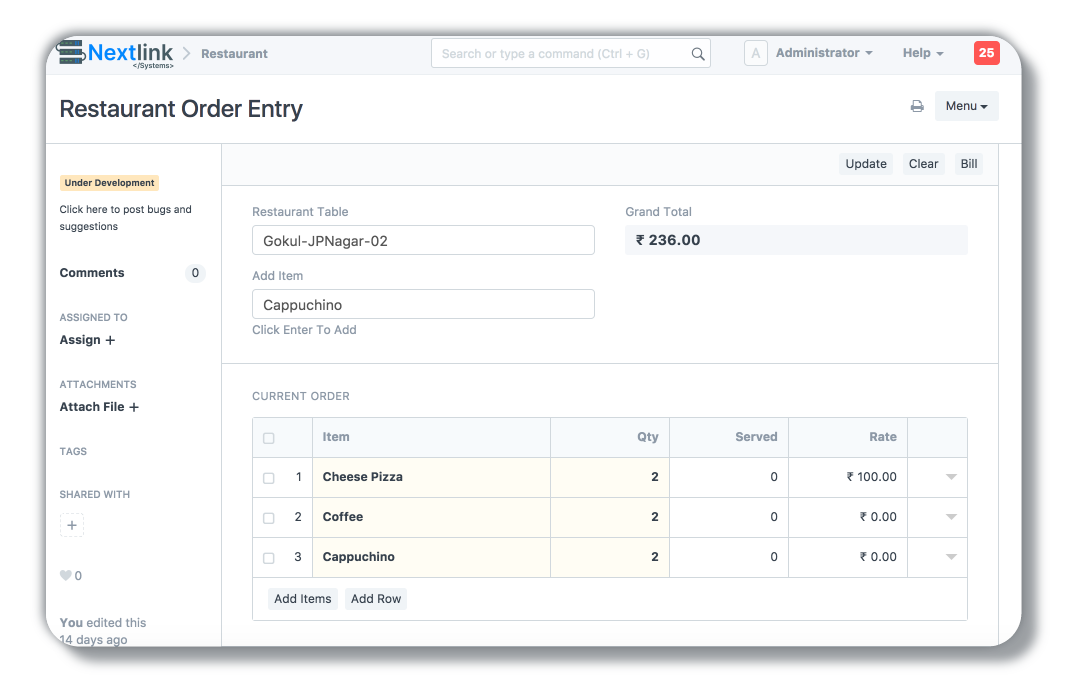 Nextlink
</Systems>
Restaurant
Search or type a command (Ctrl + G)
A
Administrator
Help
25
Restaurant Order Entry
Menu
Update
Clear
Bill
Under Development
Click here to post bugs and
suggestions
Comments 0
ASSIGNED TO
Assign +
ATTACHMENTS
Attach File +
TAGS
SHARED WITH
+
0
You edited this
14 days ago
Restaurant Table
Gokul-JPNagar-02
Grand Total
₹ 236.00
Add Item
Cappuchino
Click Enter To Add
CURRENT ORDER
Item Qty Served Rate
1 Cheese Pizza 2 0 ₹ 100.00
2 Coffee 2 0 ₹ 0.00
3 Cappuchino 2 0 ₹ 0.00
Add Items Add Row